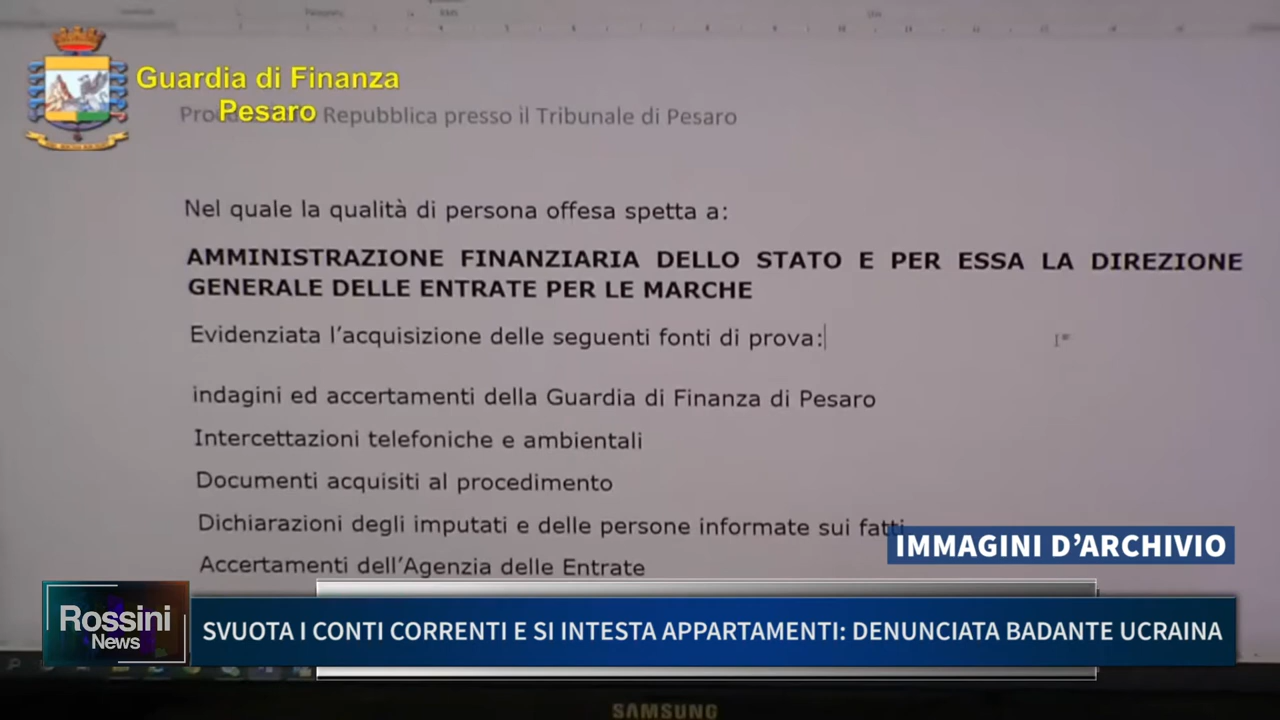 Guardia di Finanza
Pesaro
Repubblica presso il Tribunale di Pesaro
Nel quale la qualità di persona offesa spetta a:
AMMINISTRAZIONE FINANZIARIA DELLO STATO E PER ESSA LA DIREZIONE
GENERALE DELLE ENTRATE PER LE MARCHE
Evidenziata l'acquisizione delle seguenti fonti di prova:
indagini ed accertamenti della Guardia di Finanza di Pesaro
Intercettazioni telefoniche e ambientali
Documenti acquisiti al procedimento
Dichiarazioni degli imputati e delle persone informate sui fatti
Accertamenti dell'Agenzia delle Entrate
IMMAGINI D'ARCHIVIO
Rossini
News
SVUOTA I CONTI CORRENTI E SI INTESTA APPARTAMENTI: DENUNCIATA BADANTE UCRAINA
SAMSUNG